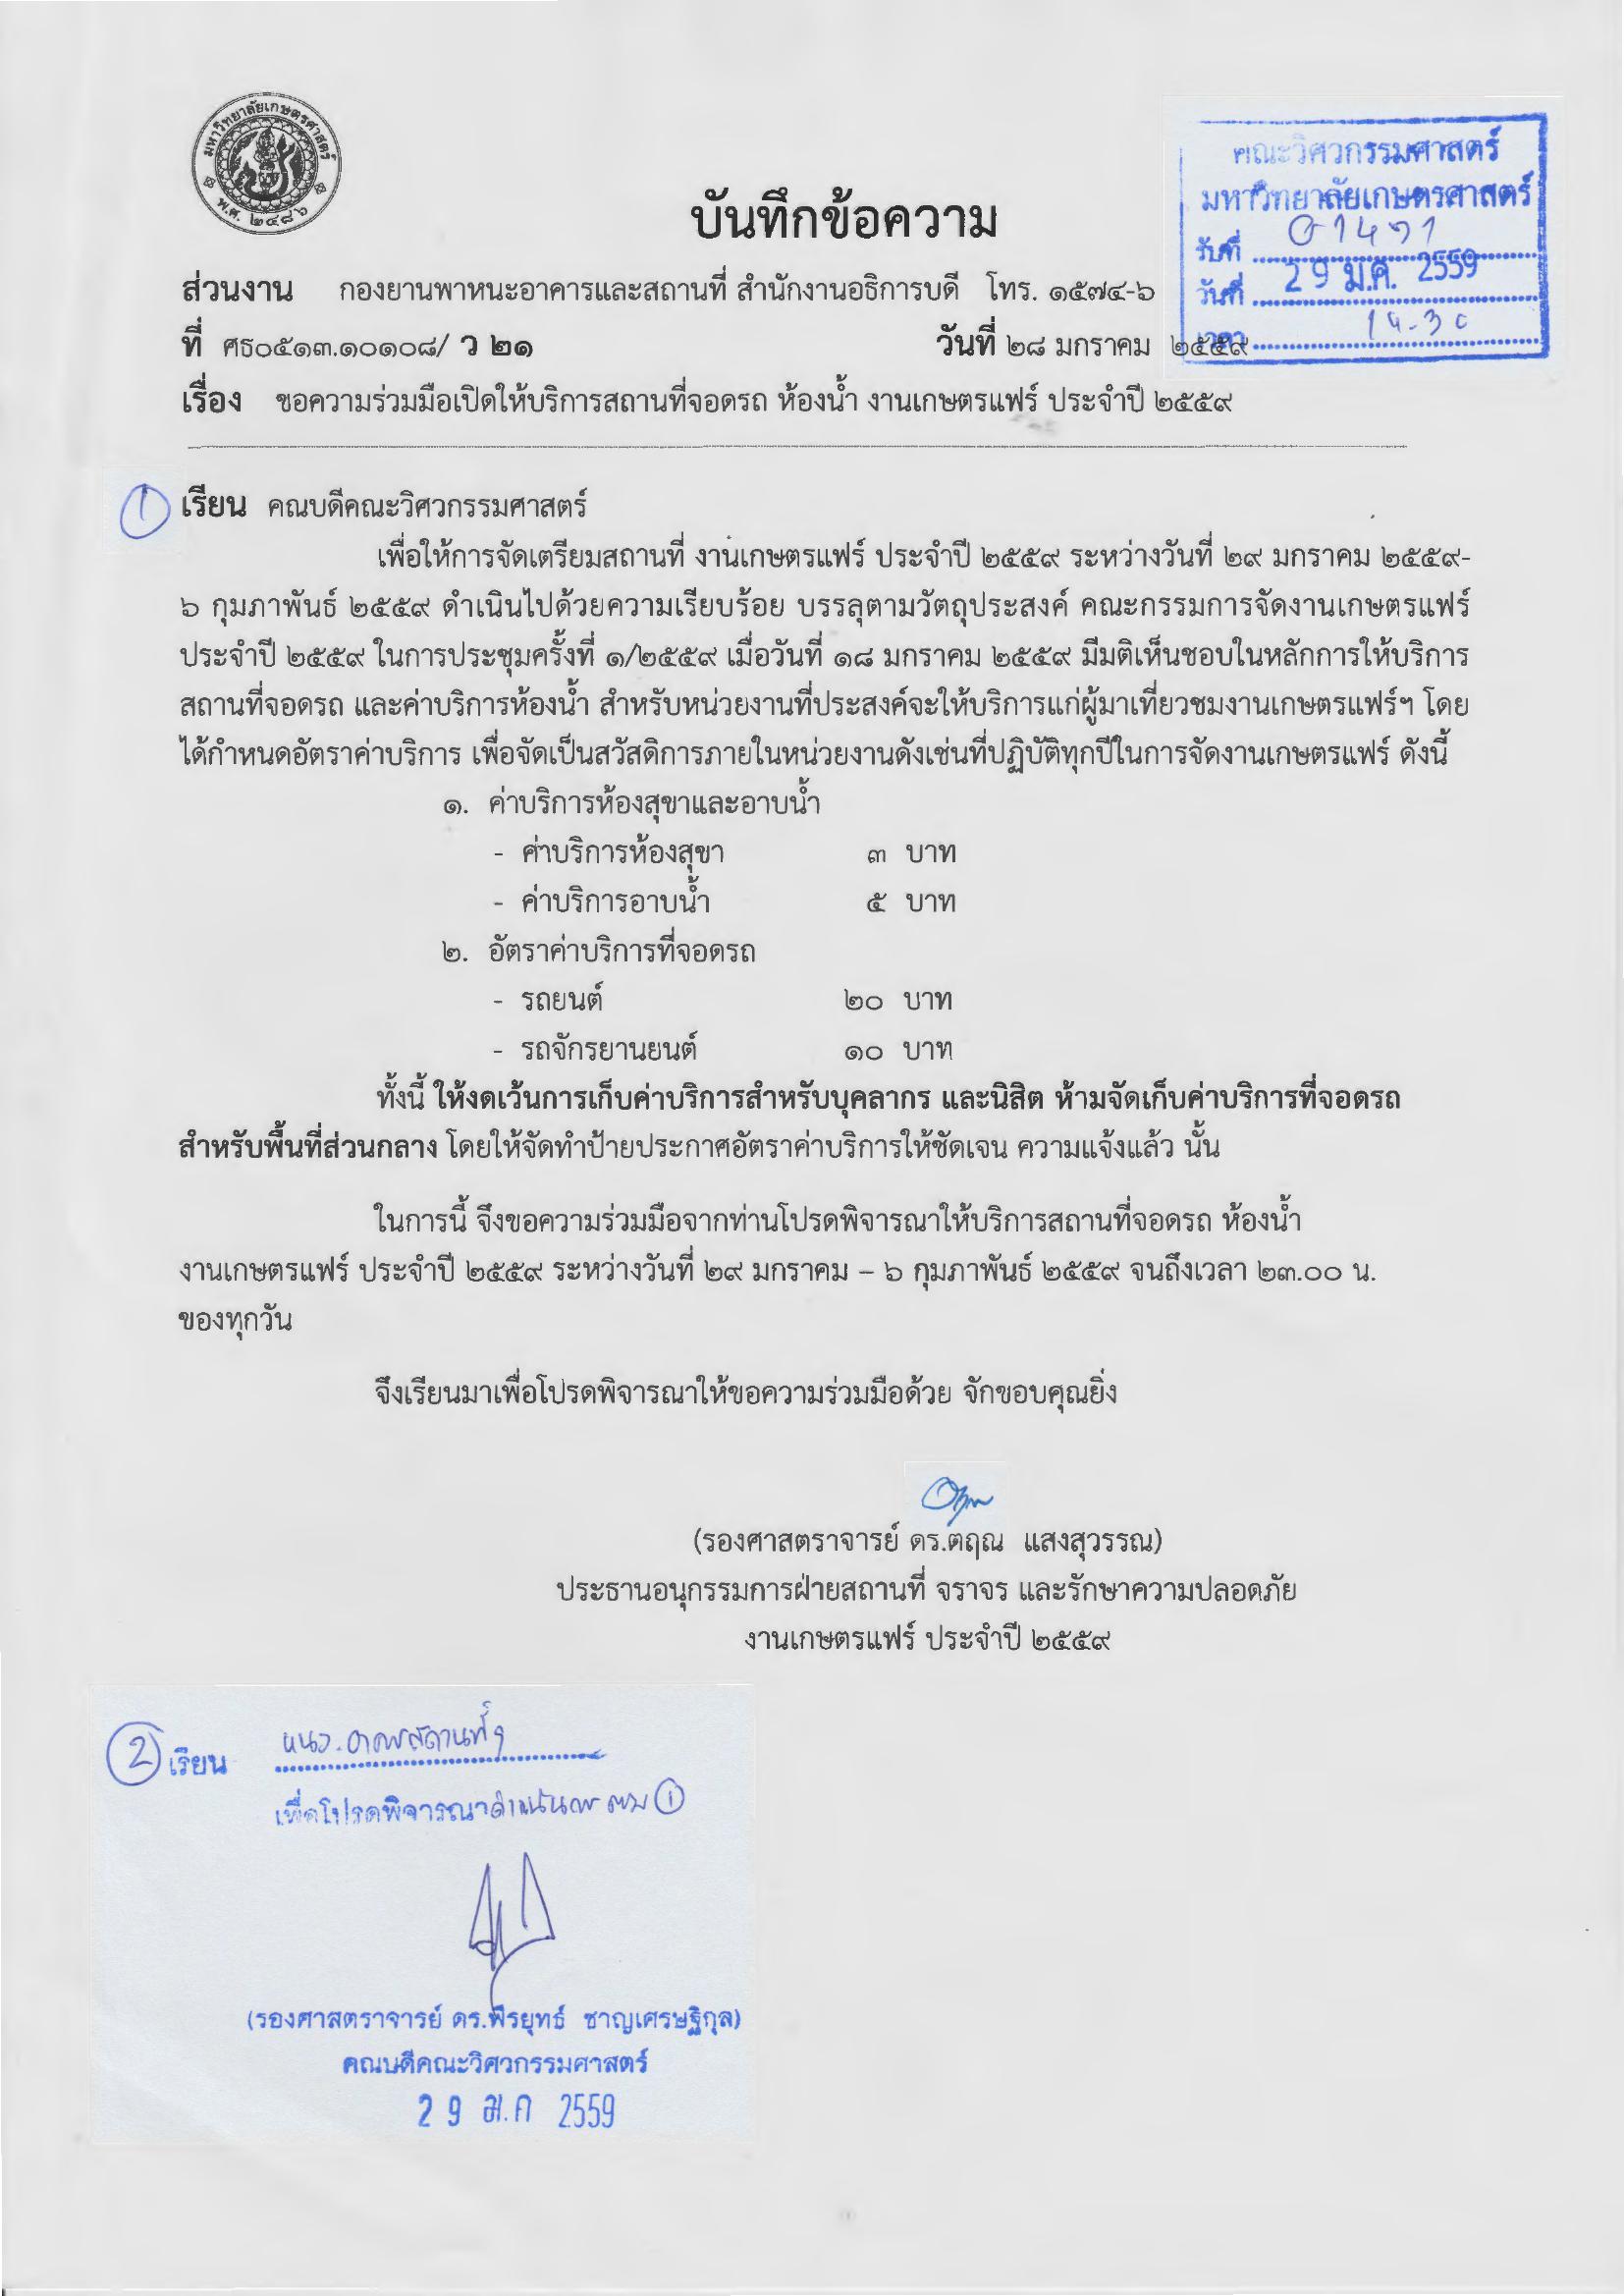 มหาวิทยาลัยเกษตรศาสตร์
พ.ศ. ๒๔๘๖
คณะวิศวกรรมศาสตร์
มหาวิทยาลัยเกษตรศาสตร์
รับที่
วันที่ 29 ม.ค. 2559
เวลา
บันทึกข้อความ
ส่วนงาน กองยานพาหนะอาคารและสถานที่ สำนักงานอธิการบดี โทร. ๑๕๗๔-๖
ที่ ศธ๐๕๑๓.๑๐๑๐๘/ ว ๒๑ วันที่ ๒๘ มกราคม ๒๕๕๙
เรื่อง ขอความร่วมมือเปิดให้บริการสถานที่จอดรถ ห้องน้ำ งานเกษตรแฟร์ ประจำปี ๒๕๕๙
1 เรียน คณบดีคณะวิศวกรรมศาสตร์
เพื่อให้การจัดเตรียมสถานที่ งานเกษตรแฟร์ ประจำปี ๒๕๕๙ ระหว่างวันที่ ๒๙ มกราคม ๒๕๕๙-
๖ กุมภาพันธ์ ๒๕๕๙ ดำเนินไปด้วยความเรียบร้อย บรรลุตามวัตถุประสงค์ คณะกรรมการจัดงานเกษตรแฟร์
ประจำปี ๒๕๕๙ ในการประชุมครั้งที่ ๑/๒๕๕๙ เมื่อวันที่ ๑๘ มกราคม ๒๕๕๙ มีมติเห็นชอบในหลักการให้บริการ
สถานที่จอดรถ และค่าบริการห้องน้ำ สำหรับหน่วยงานที่ประสงค์จะให้บริการแก่ผู้มาเที่ยวชมงานเกษตรแฟร์ฯ โดย
ได้กำหนดอัตราค่าบริการ เพื่อจัดเป็นสวัสดิการภายในหน่วยงานดังเช่นที่ปฏิบัติทุกปีในการจัดงานเกษตรแฟร์ ดังนี้
๑. ค่าบริการห้องสุขาและอาบน้ำ
- ค่าบริการห้องสุขา ๓ บาท
- ค่าบริการอาบน้ำ ๕ บาท
๒. อัตราค่าบริการที่จอดรถ
- รถยนต์ ๒๐ บาท
- รถจักรยานยนต์ ๑๐ บาท
ทั้งนี้ ให้งดเว้นการเก็บค่าบริการสำหรับบุคลากร และนิสิต ห้ามจัดเก็บค่าบริการที่จอดรถ
สำหรับพื้นที่ส่วนกลาง โดยให้จัดทำป้ายประกาศอัตราค่าบริการให้ชัดเจน ความแจ้งแล้ว นั้น
ในการนี้ จึงขอความร่วมมือจากท่านโปรดพิจารณาให้บริการสถานที่จอดรถ ห้องน้ำ
งานเกษตรแฟร์ ประจำปี ๒๕๕๙ ระหว่างวันที่ ๒๙ มกราคม – ๖ กุมภาพันธ์ ๒๕๕๙ จนถึงเวลา ๒๓.๐๐ น.
ของทุกวัน
จึงเรียนมาเพื่อโปรดพิจารณาให้ขอความร่วมมือด้วย จักขอบคุณยิ่ง
(รองศาสตราจารย์ ดร.ตฤณ แสงสุวรรณ)
ประธานอนุกรรมการฝ่ายสถานที่ จราจร และรักษาความปลอดภัย
งานเกษตรแฟร์ ประจำปี ๒๕๕๙
2 เรียน
เพื่อโปรดพิจารณาดำเนินการ ตาม 1
(รองศาสตราจารย์ ดร.พีรยุทธ์ ชาญเศรษฐิกุล)
คณบดีคณะวิศวกรรมศาสตร์
29 ม.ค 2559